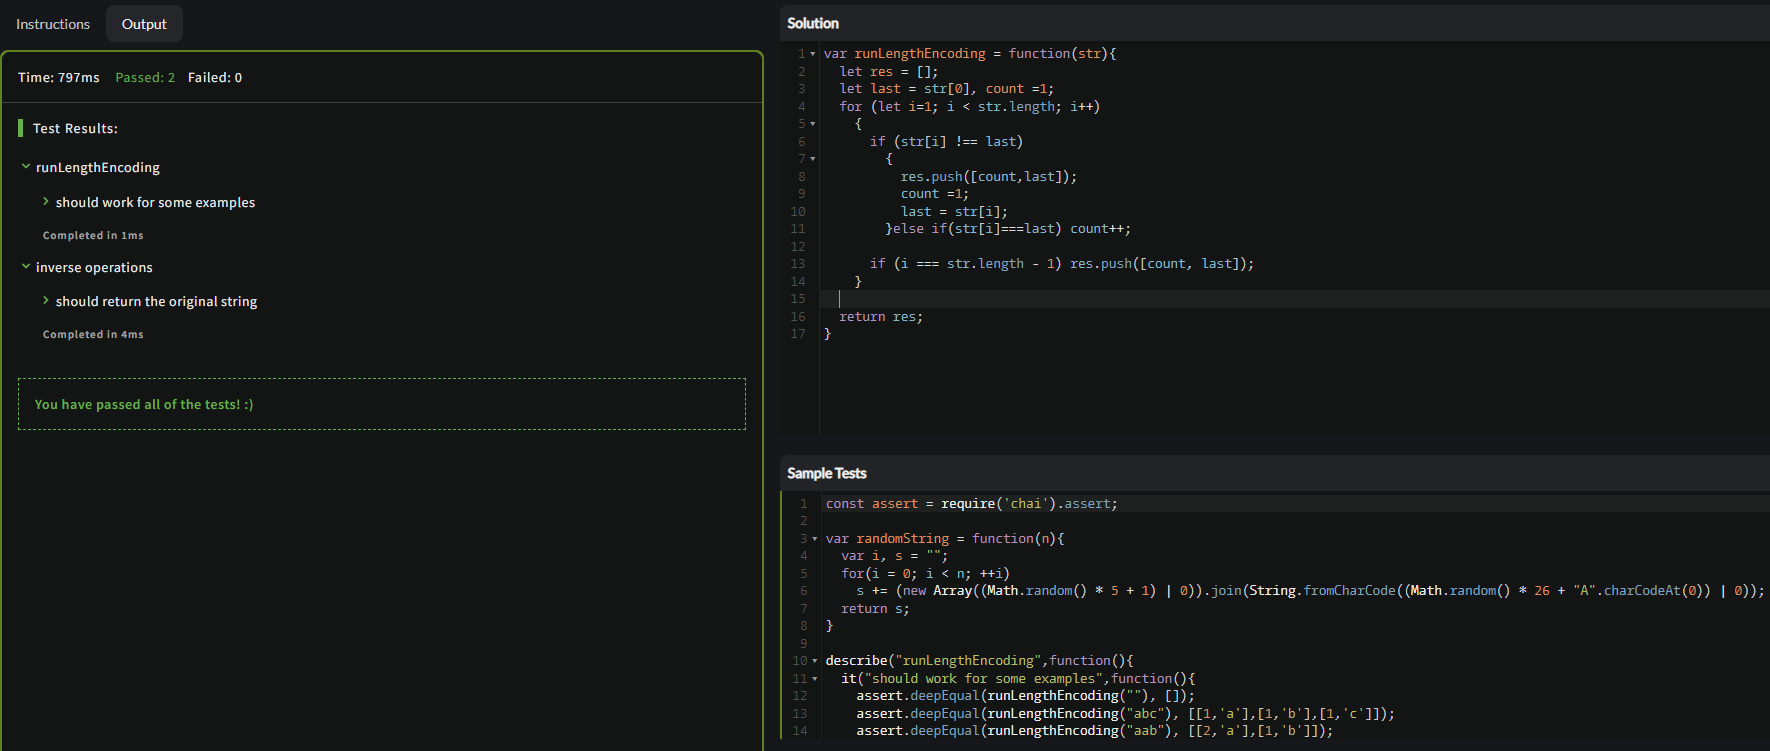 Instructions
Output
Time: 797ms Passed: 2 Failed: 0
Test Results:
runLengthEncoding
should work for some examples
Completed in 1ms
inverse operations
should return the original string
Completed in 4ms
You have passed all of the tests! :)
Solution
1 var runLengthEncoding = function(str){
2   let res = [];
3   let last = str[0], count =1;
4   for (let i=1; i < str.length; i++)
5     {
6       if (str[i] !== last)
7         {
8           res.push([count,last]);
9           count =1;
10           last = str[i];
11         }else if(str[i]===last) count++;
12
13       if (i === str.length - 1) res.push([count, last]);
14     }
15
16   return res;
17 }
Sample Tests
1 const assert = require('chai').assert;
2
3 var randomString = function(n){
4   var i, s = "";
5   for(i = 0; i < n; ++i)
6     s += (new Array((Math.random() * 5 + 1) | 0)).join(String.fromCharCode((Math.random() * 26 + "A".charCodeAt(0)) | 0));
7   return s;
8 }
9
10 describe("runLengthEncoding",function(){
11   it("should work for some examples",function(){
12     assert.deepEqual(runLengthEncoding(""), []);
13     assert.deepEqual(runLengthEncoding("abc"), [[1,'a'],[1,'b'],[1,'c']]);
14     assert.deepEqual(runLengthEncoding("aab"), [[2,'a'],[1,'b']]);